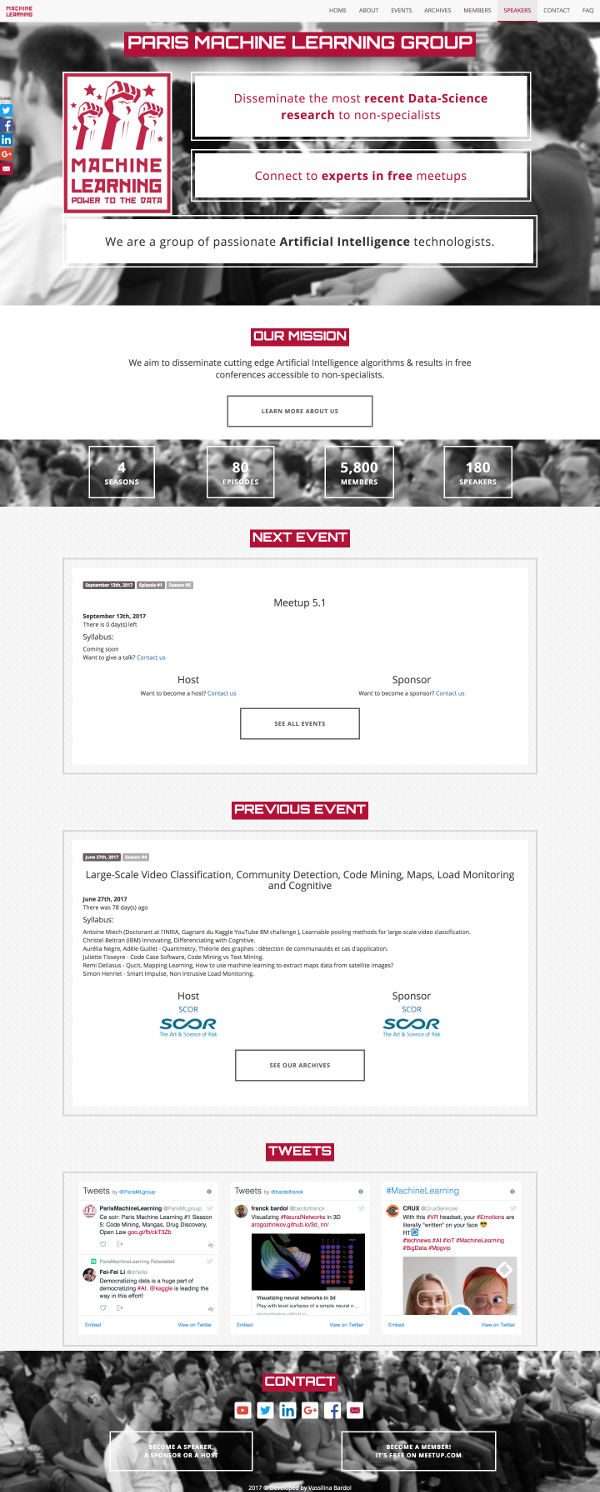 MACHINE
LEARNING
HOME ABOUT EVENTS ARCHIVES MEMBERS SPEAKERS CONTACT FAQ
PARIS MACHINE LEARNING GROUP
SHARE
MACHINE
LEARNING
POWER TO THE DATA
Disseminate the most recent Data-Science
research to non-specialists
Connect to experts in free meetups
We are a group of passionate Artificial Intelligence technologists.
OUR MISSION
We aim to disseminate cutting edge Artificial Intelligence algorithms & results in free
conferences accessible to non-specialists.
LEARN MORE ABOUT US
4 80 5,800 180
SEASONS EPISODES MEMBERS SPEAKERS
NEXT EVENT
September 13th, 2017 Episode #1 Season #5
Meetup 5.1
September 13th, 2017
There is 0 day(s) left
Syllabus:
Coming soon
Want to give a talk? Contact us
Host Sponsor
Want to become a host? Contact us Want to become a sponsor? Contact us
SEE ALL EVENTS
PREVIOUS EVENT
June 27th, 2017 Season #4
Large-Scale Video Classification, Community Detection, Code Mining, Maps, Load Monitoring
and Cognitive
June 27th, 2017
There was 78 day(s) ago
Syllabus:
Antoine Miech (Doctorant at l'INRIA, Gagnant du Kaggle YouTube 8M challenge ), Learnable pooling methods for large-scale video classification.
Christel Beltran (IBM) Innovating, Differenciating with Cognitive.
Aurélia Negre, Adèle Guillet - Quantmetry, Théorie des graphes : détection de communautés et cas d'application.
Juliette Tisseyre - Code Case Software, Code Mining vs Text Mining.
Remi Delassus - Qucit, Mapping Learning, How to use machine learning to extract maps data from satellite images?
Simon Henriet - Smart Impulse, Non Intrusive Load Monitoring.
Host Sponsor
SCOR SCOR
SCOR SCOR
The Art & Science of Risk The Art & Science of Risk
SEE OUR ARCHIVES
TWEETS
Tweets by @ParisMLgroup
ParisMachineLearning @ParisMLgroup
Ce soir: Paris Machine Learning #1 Season
5: Code Mining, Mangas, Drug Discovery,
Open Law goo.gl/fb/ckT3Zb
ParisMachineLearning Retweeted
Fei-Fei Li @drfeifei
Democratizing data is a huge part of
democratizing #AI. @kaggle is leading the
way in this effort!
Embed View on Twitter
Tweets by @bardolfranck
franck bardol @bardolfranck
Visualizing #NeuralNetworks in 3D
arogozhnikov.github.io/3d_nn/
Visualizing neural networks in 3d
Play with level surfaces of a simple neural n...
Embed View on Twitter
#MachineLearning
CRUX @CruxServices
With this #VR headset, your #Emotions are
literally "written" on your face 😎
RT
#technews #AI #IoT #MachineLearning
#BigData #Mpgvip
Embed View on Twitter
CONTACT
BECOME A SPEAKER,
A SPONSOR OR A HOST
BECOME A MEMBER!
IT'S FREE ON MEETUP.COM
2017 © Developed by Vassilina Bardol